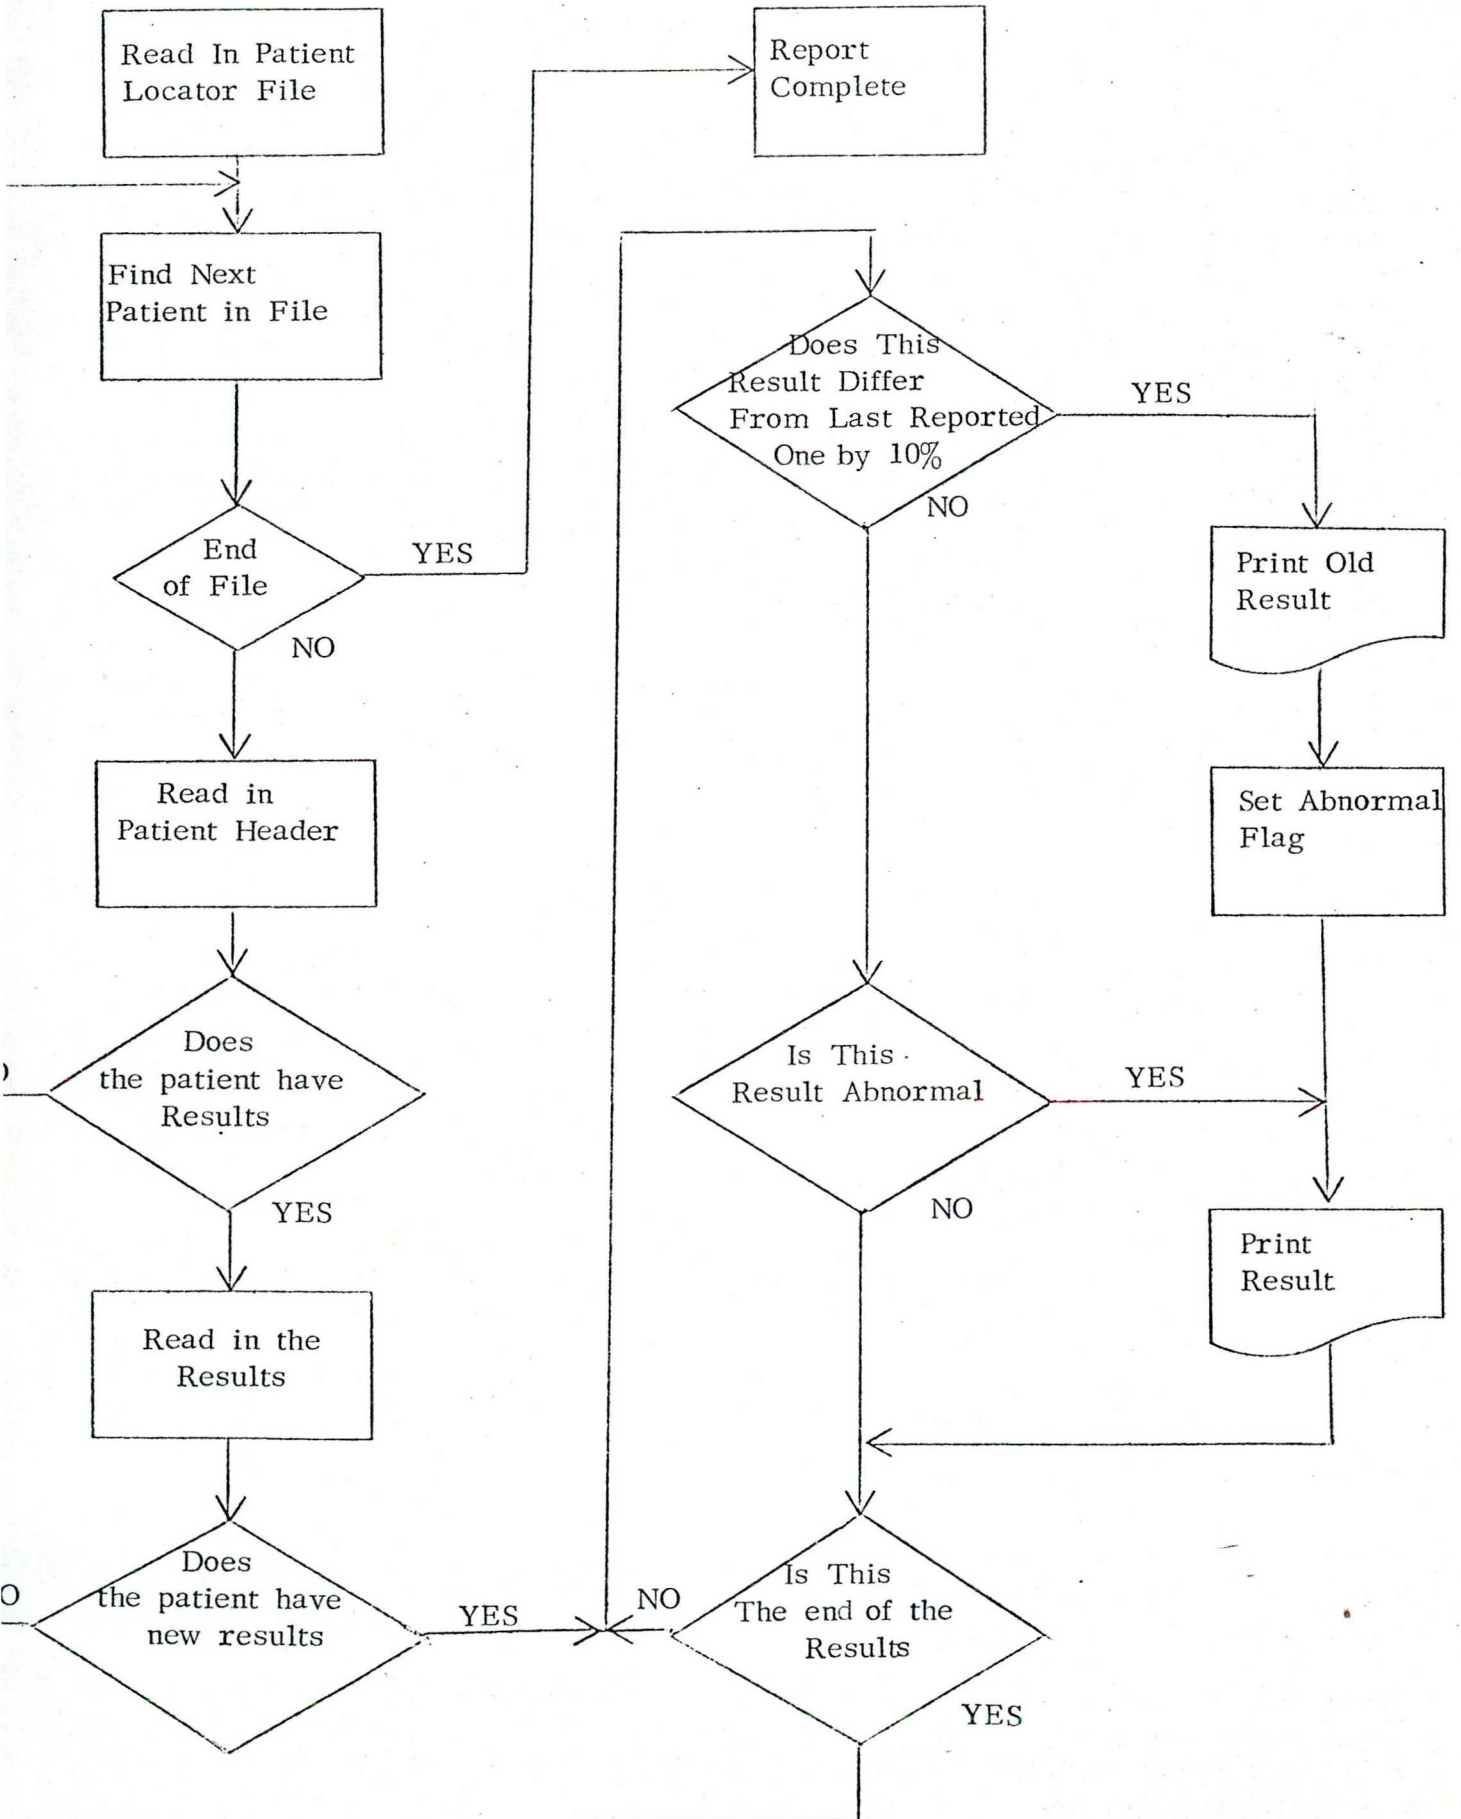 Read In Patient
Locator File
Find Next
Patient in File
End
of File
YES
NO
Read in
Patient Header
Does
the patient have
Results
YES
Read in the
Results
Does
the patient have
new results
YES
Report
Complete
Does This
Result Differ
From Last Reported
One by 10%
YES
NO
Print Old
Result
Set Abnormal
Flag
Is This
Result Abnormal
YES
NO
Print
Result
Is This
The end of the
Results
NO
YES